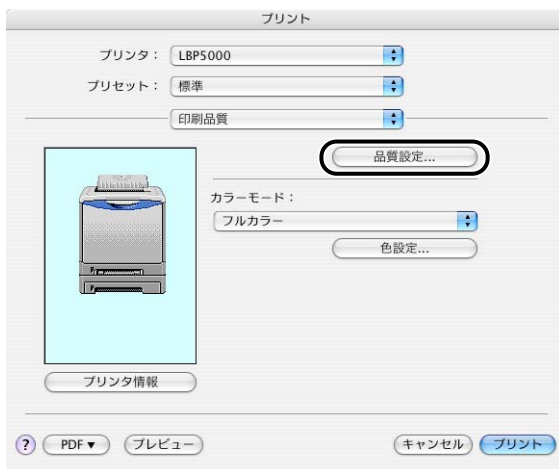 プリント
プリンタ： LBP5000
プリセット： 標準
印刷品質
品質設定...
カラーモード：
フルカラー
色設定...
プリンタ情報
? PDF▼ プレビュー キャンセル プリント